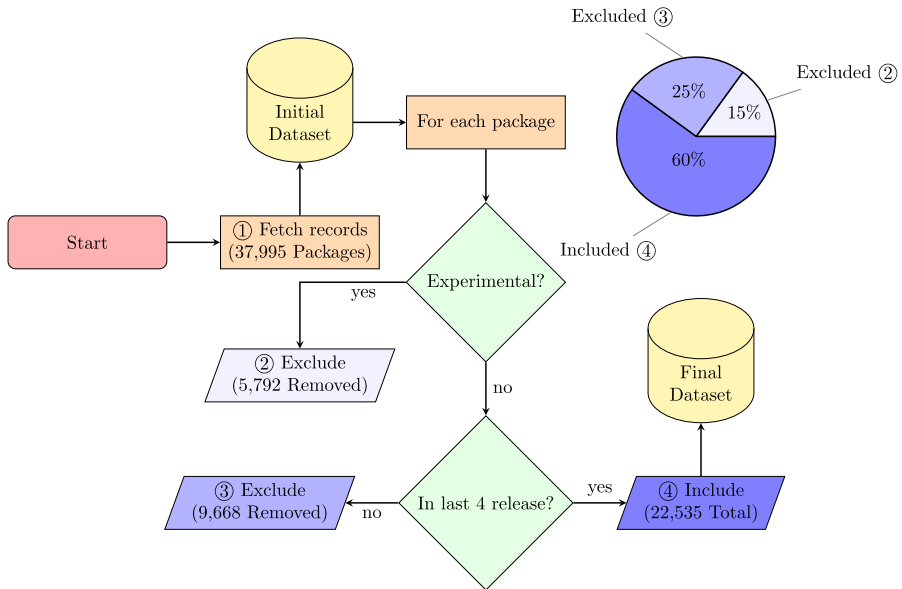 Start
① Fetch records
(37,995 Packages)
Initial
Dataset
For each package
Experimental?
yes
② Exclude
(5,792 Removed)
no
In last 4 release?
no
③ Exclude
(9,668 Removed)
yes
④ Include
(22,535 Total)
Final
Dataset
Excluded ③
25%
Excluded ②
15%
60%
Included ④